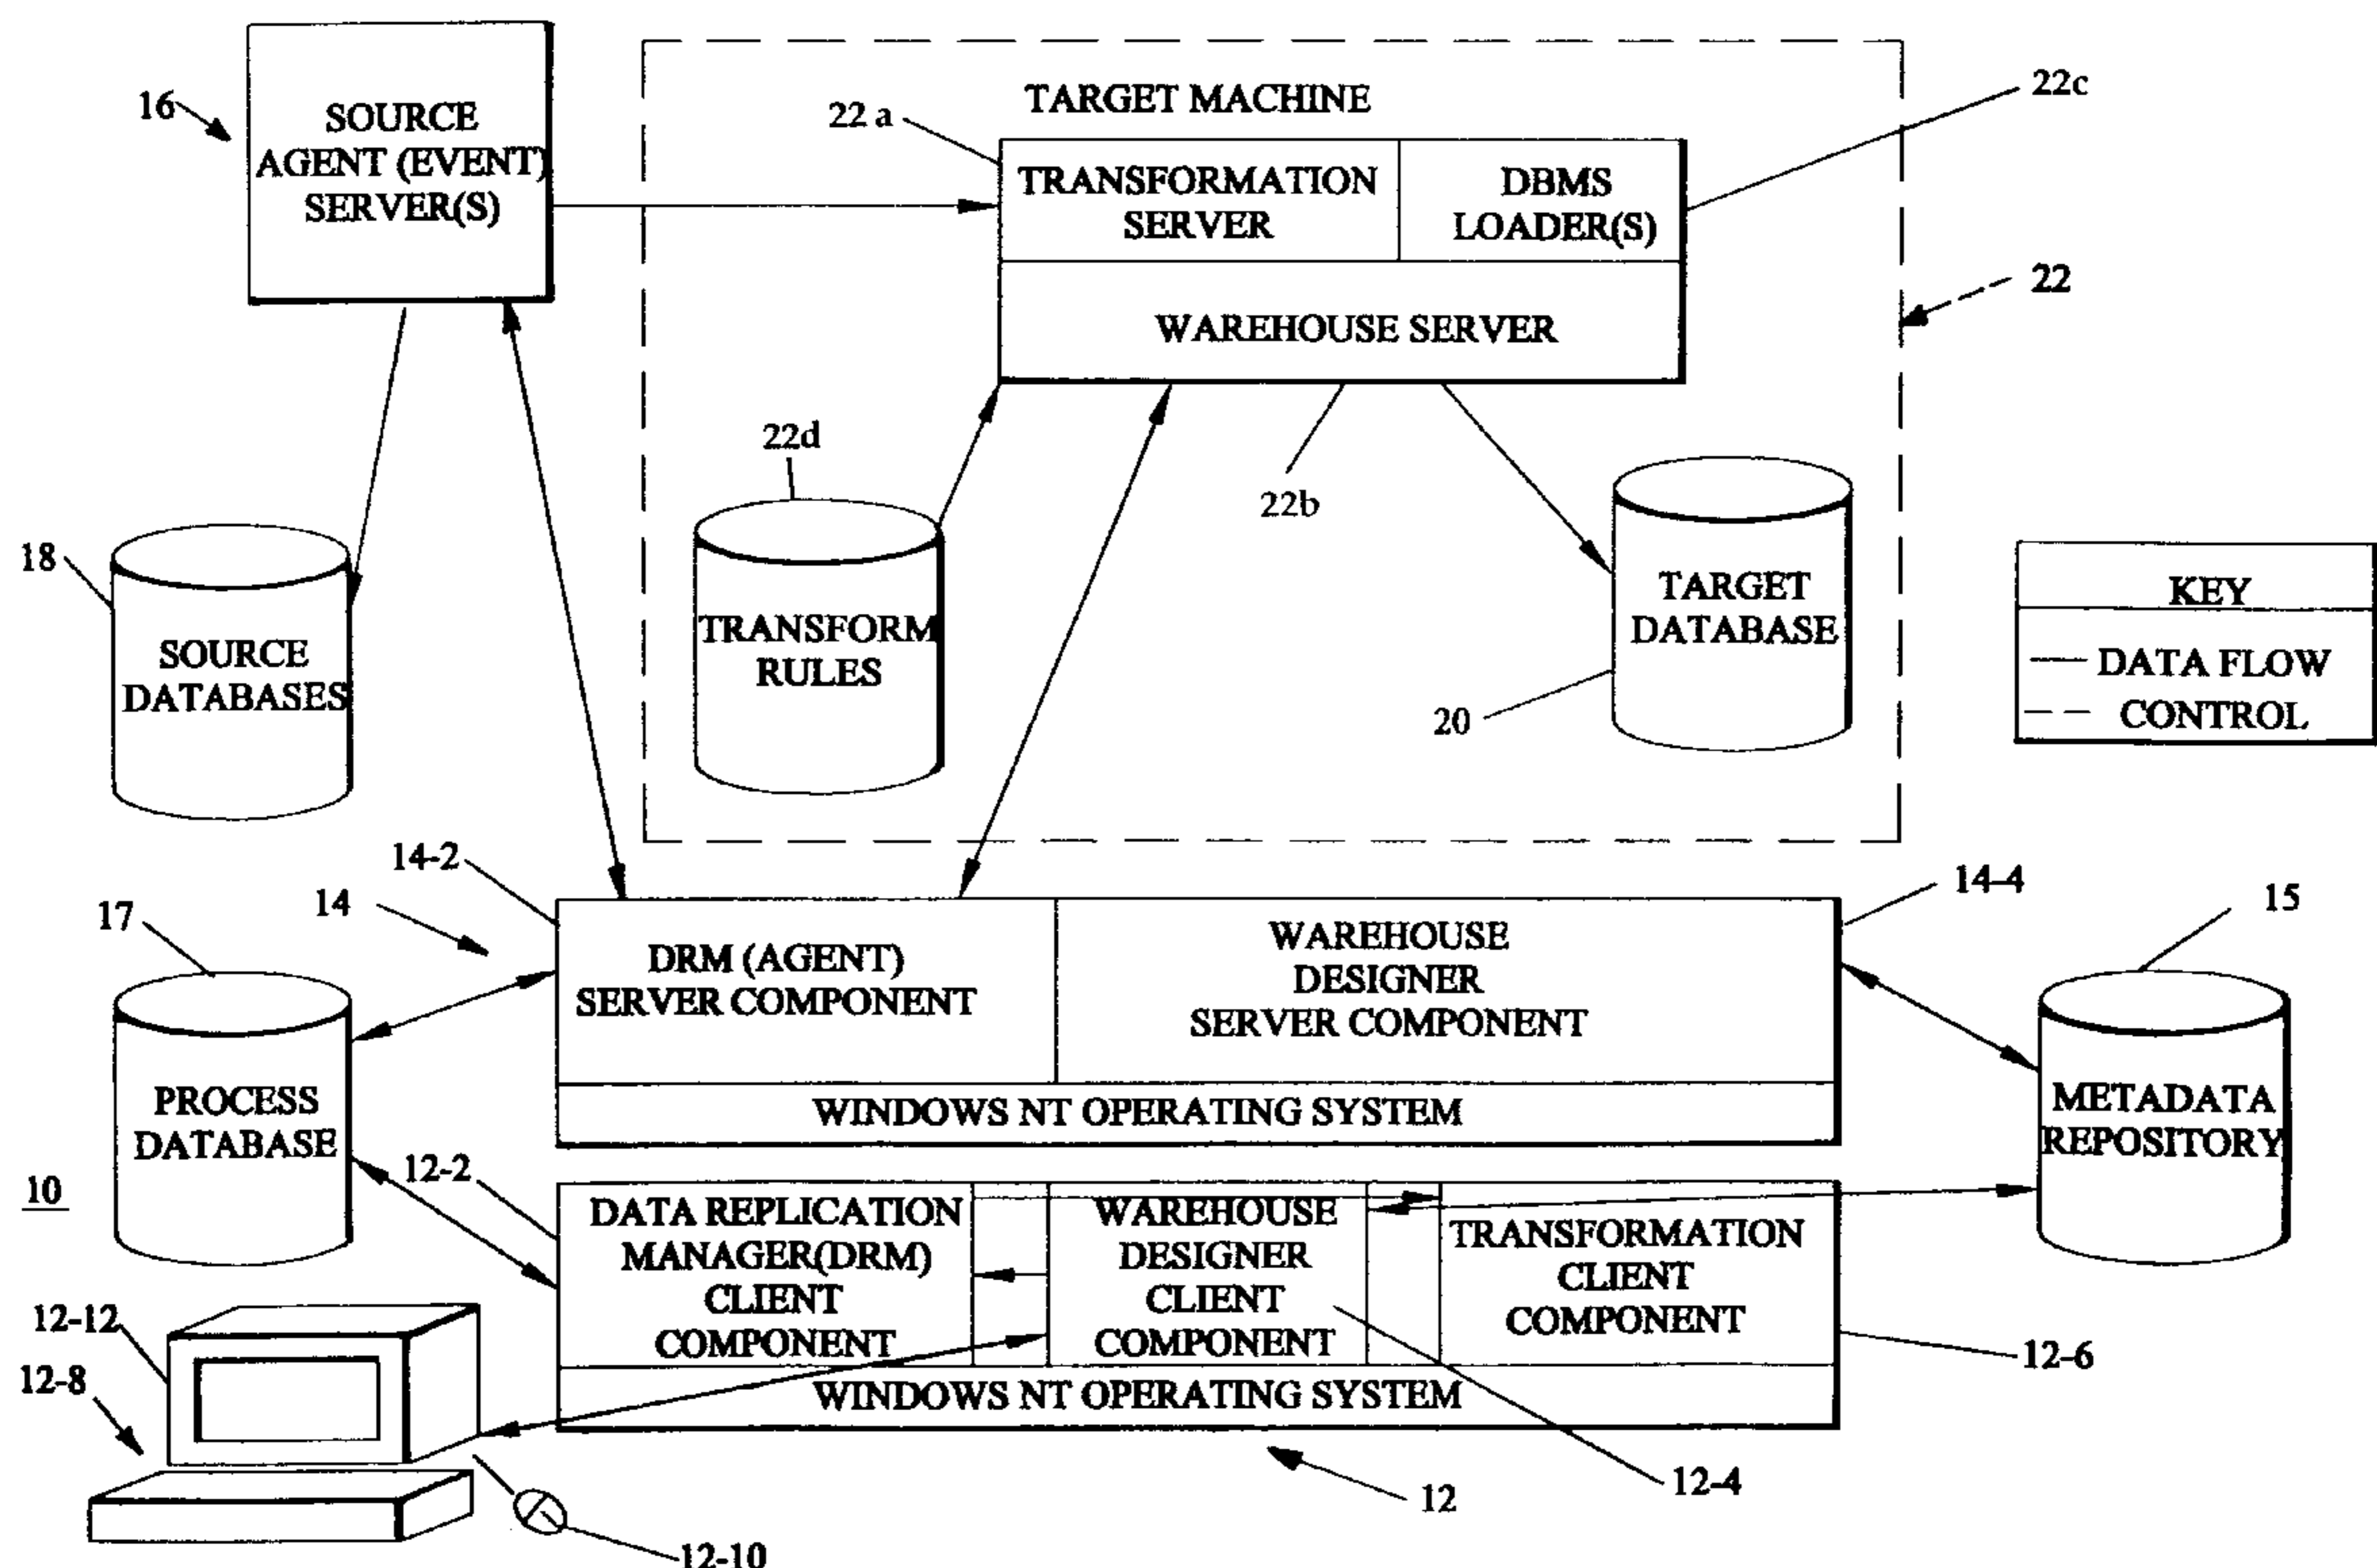 16
SOURCE
AGENT (EVENT)
SERVER(S)
TARGET MACHINE
22 a
22c
TRANSFORMATION
SERVER
DBMS
LOADER(S)
WAREHOUSE SERVER
22
22d
22b
18
SOURCE
DATABASES
TRANSFORM
RULES
TARGET
DATABASE
20
KEY
DATA FLOW
CONTROL
14-2
14
17
14-4
15
DRM (AGENT)
SERVER COMPONENT
WAREHOUSE
DESIGNER
SERVER COMPONENT
WINDOWS NT OPERATING SYSTEM
PROCESS
DATABASE
METADATA
REPOSITORY
10
12-2
DATA REPLICATION
MANAGER(DRM)
CLIENT
COMPONENT
WAREHOUSE
DESIGNER
CLIENT
COMPONENT
TRANSFORMATION
CLIENT
COMPONENT
WINDOWS NT OPERATING SYSTEM
12-12
12-8
12-6
12-4
12
12-10